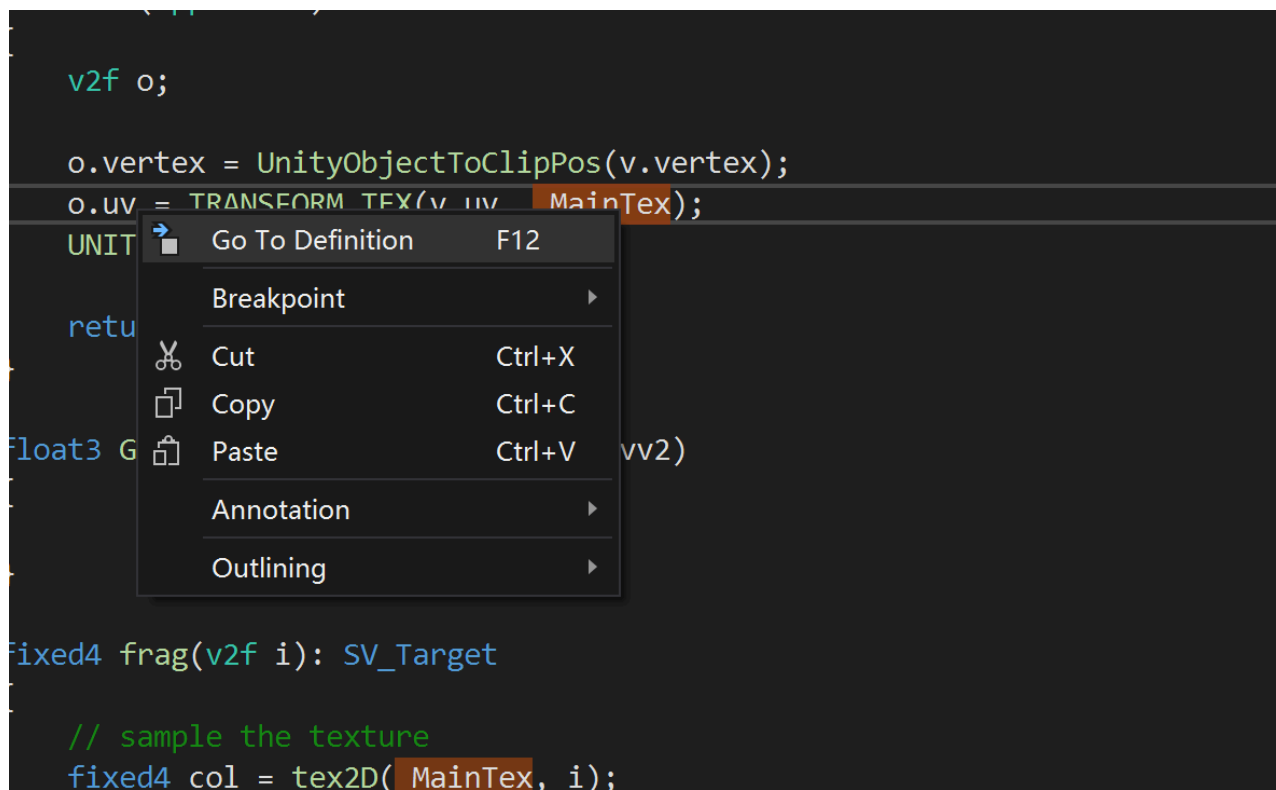 {
v2f o;
o.vertex = UnityObjectToClipPos(v.vertex);
o.uv = TRANSFORM_TEX(v.uv, _MainTex);
UNIT
Go To Definition F12
Breakpoint
retu
Cut Ctrl+X
Copy Ctrl+C
float3 G Paste Ctrl+V vv2)
Annotation
Outlining
fixed4 frag(v2f i): SV_Target
// sample the texture
fixed4 col = tex2D(_MainTex, i);